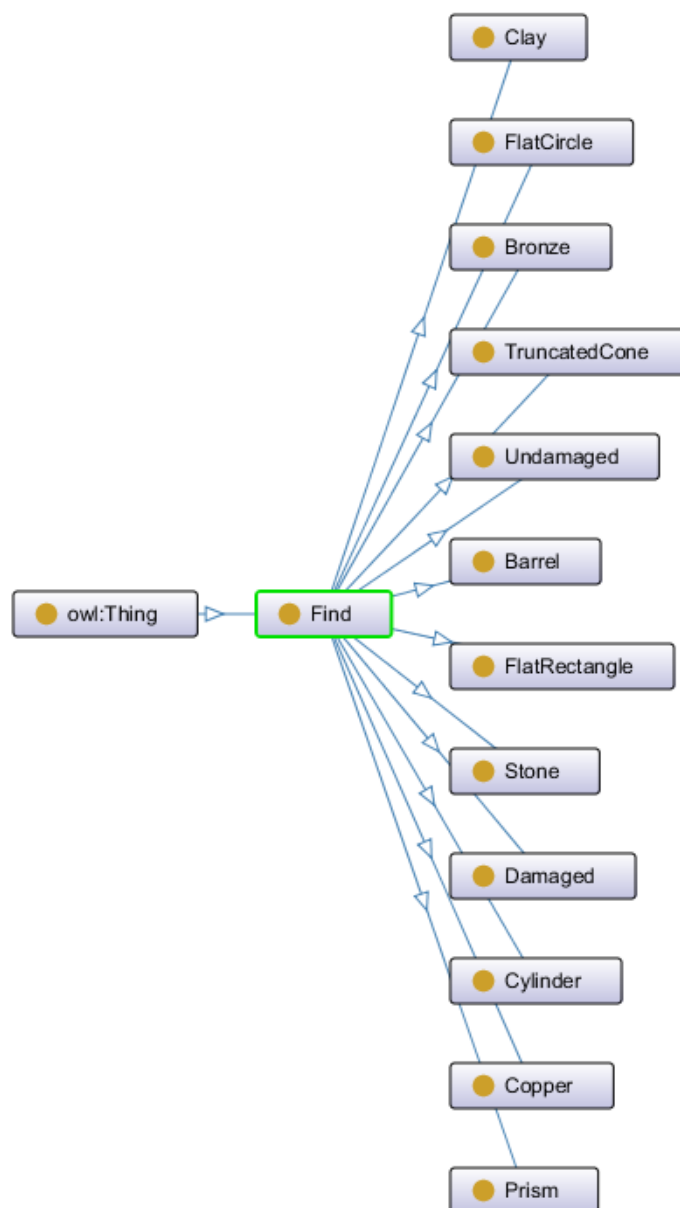 Clay
FlatCircle
Bronze
TruncatedCone
Undamaged
Barrel
owl:Thing
Find
FlatRectangle
Stone
Damaged
Cylinder
Copper
Prism